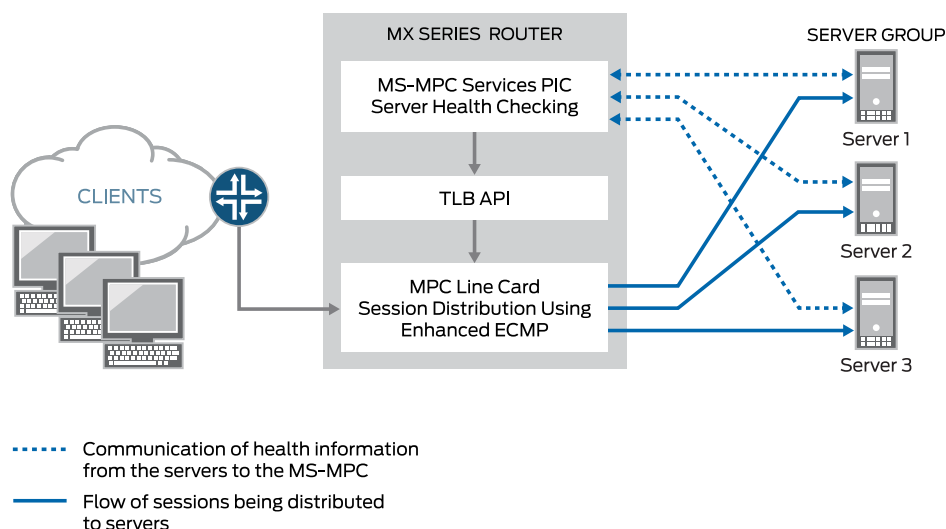 MX SERIES ROUTER
SERVER GROUP
MS-MPC Services PIC
Server Health Checking
Server 1
CLIENTS
TLB API
Server 2
MPC Line Card
Session Distribution Using
Enhanced ECMP
Server 3
Communication of health information
from the servers to the MS-MPC
Flow of sessions being distributed
to servers